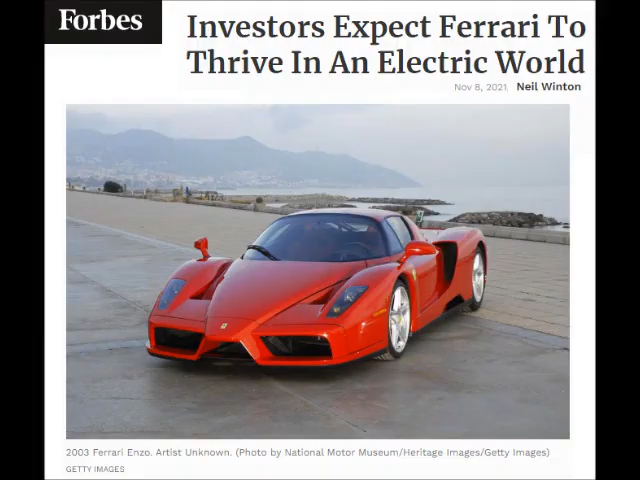 Forbes
Investors Expect Ferrari To
Thrive In An Electric World
Nov 8, 2021, Neil Winton
2003 Ferrari Enzo. Artist Unknown. (Photo by National Motor Museum/Heritage Images/Getty Images)
GETTY IMAGES